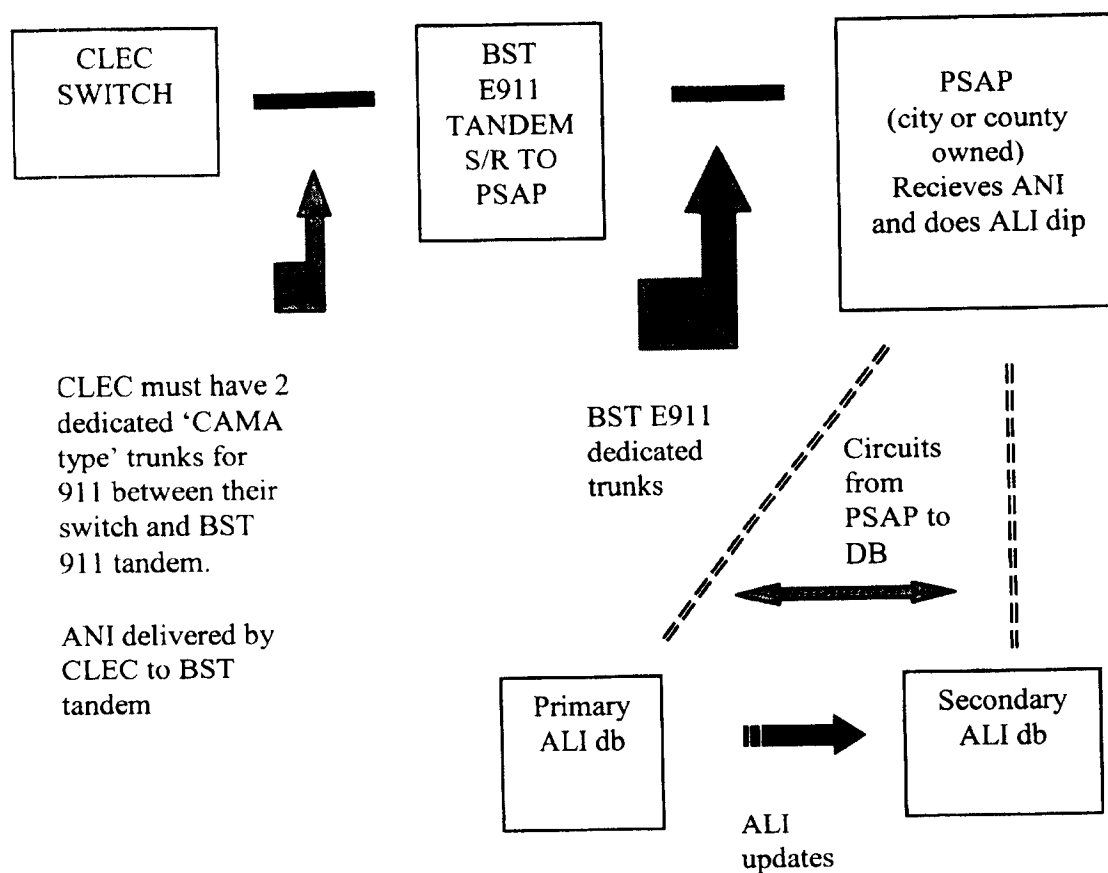 CLEC
SWITCH
BST
E911
TANDEM
S/R TO
PSAP
PSAP
(city or county
owned)
Recieves ANI
and does ALI dip
CLEC must have 2
dedicated ‘CAMA
type’ trunks for
911 between their
switch and BST
911 tandem.
ANI delivered by
CLEC to BST
tandem
BST E911
dedicated
trunks
Circuits
from
PSAP to
DB
Primary
ALI db
Secondary
ALI db
ALI
updates